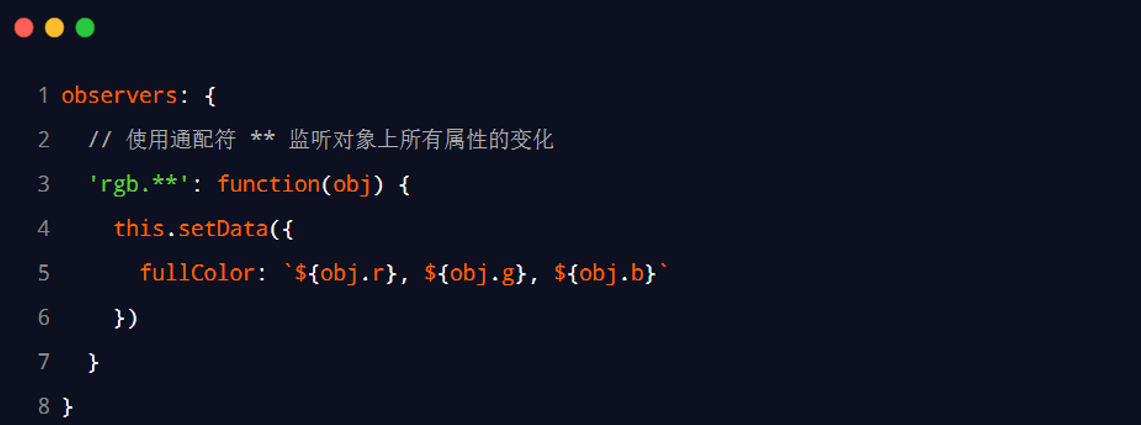 1 observers: {
2   // 使用通配符 ** 监听对象上所有属性的变化
3   'rgb.**': function(obj) {
4     this.setData({
5       fullColor: `${obj.r}, ${obj.g}, ${obj.b}`
6     })
7   }
8 }